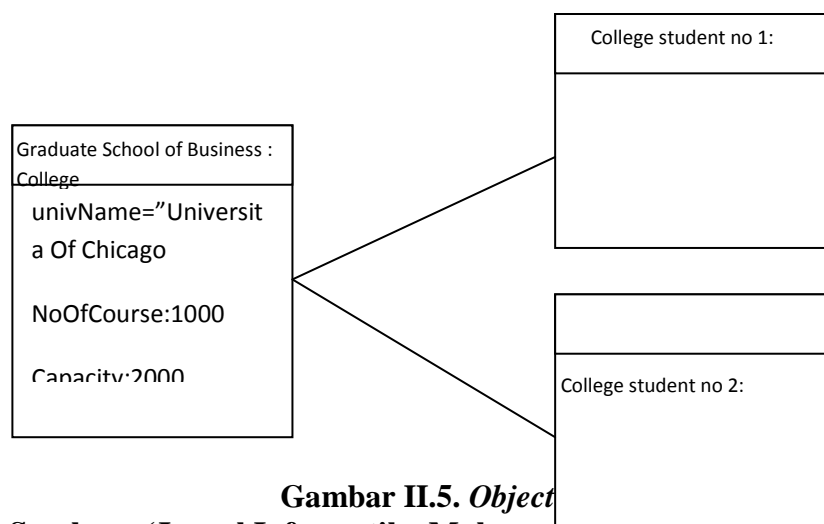 College student no 1:
Graduate School of Business :
College
univName=”Universit
a Of Chicago
NoOfCourse:1000
Capacity:2000
College student no 2:
Gambar II.5. Object